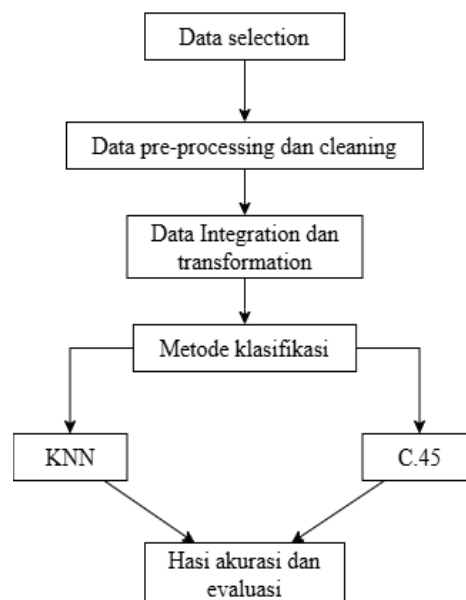 Data selection
Data pre-processing dan cleaning
Data Integration dan
transformation
Metode klasifikasi
KNN
C.45
Hasi akurasi dan
evaluasi